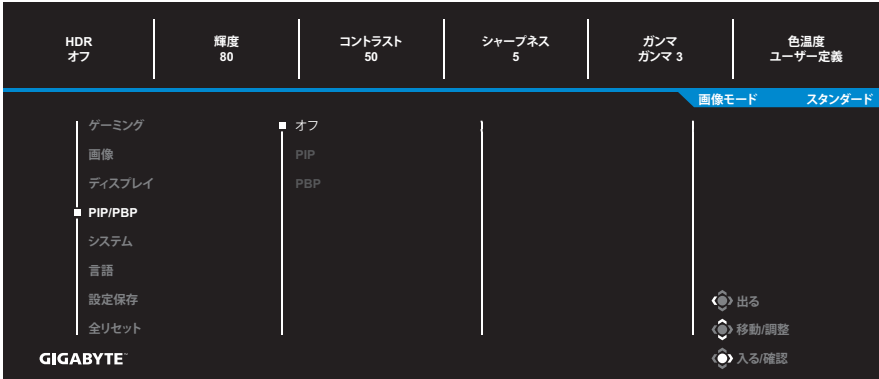 HDR 輝度 コントラスト シャープネス ガンマ 色温度
オフ 80 50 5 ガンマ 3 ユーザー定義
画像モード スタンダード
ゲーミング オフ
画像 PIP
ディスプレイ PBP
PIP/PBP
システム
言語
設定保存 出る
全リセット 移動/調整
GIGABYTE™ 入る/確認